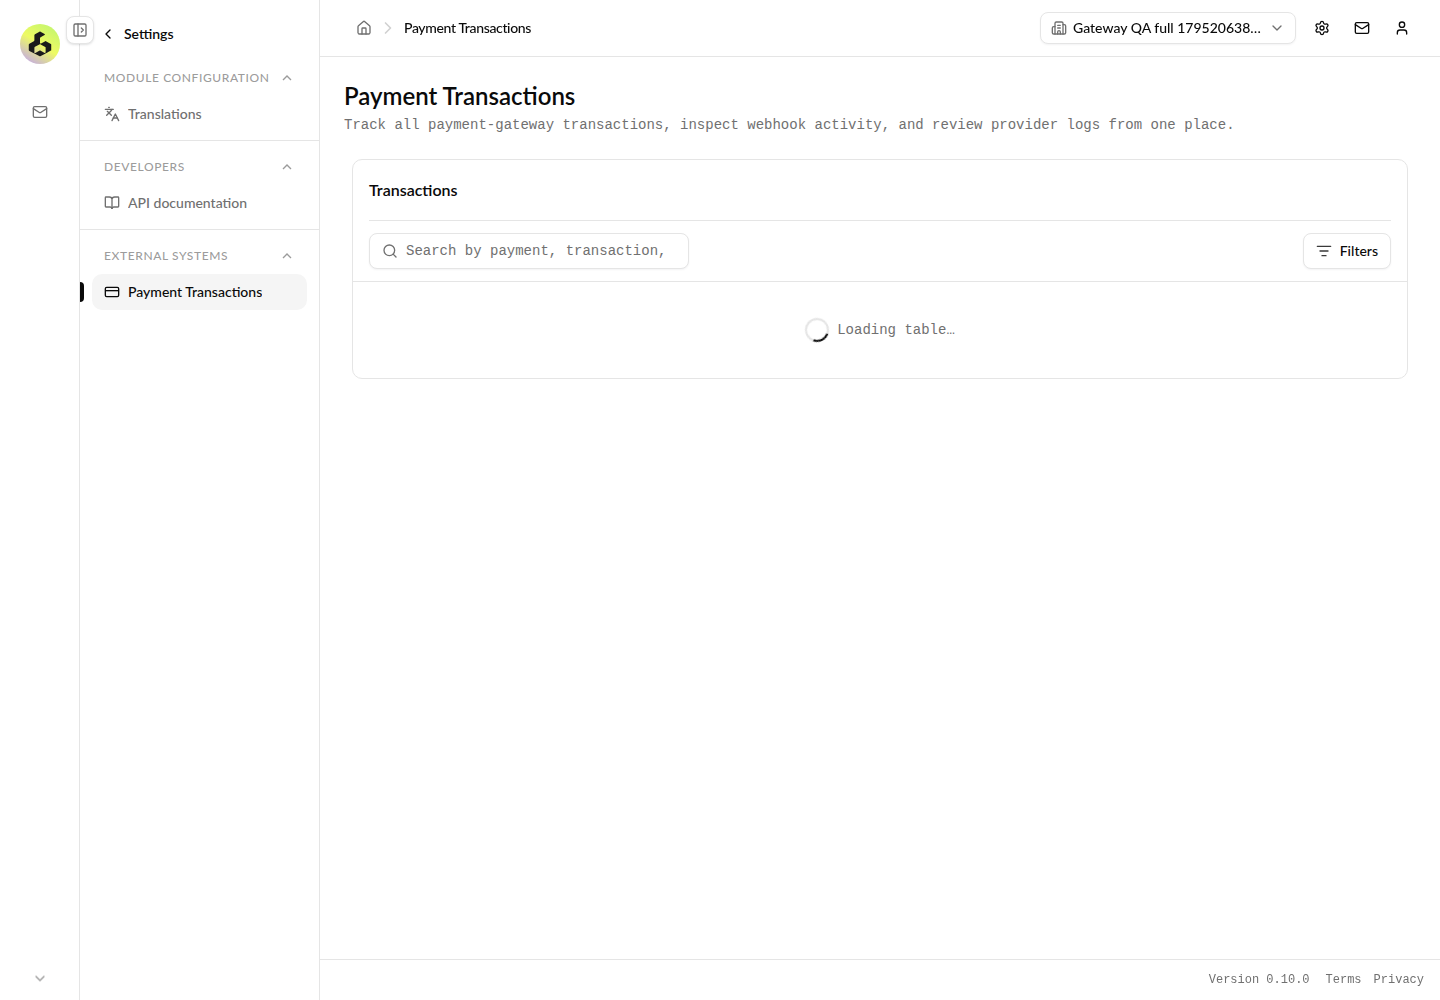 Settings
MODULE CONFIGURATION
Translations
DEVELOPERS
API documentation
EXTERNAL SYSTEMS
Payment Transactions
Payment Transactions
Gateway QA full 179520638...
Payment Transactions
Track all payment-gateway transactions, inspect webhook activity, and review provider logs from one place.
Transactions
Search by payment, transaction,
Filters
Loading table…
Version 0.10.0 Terms Privacy